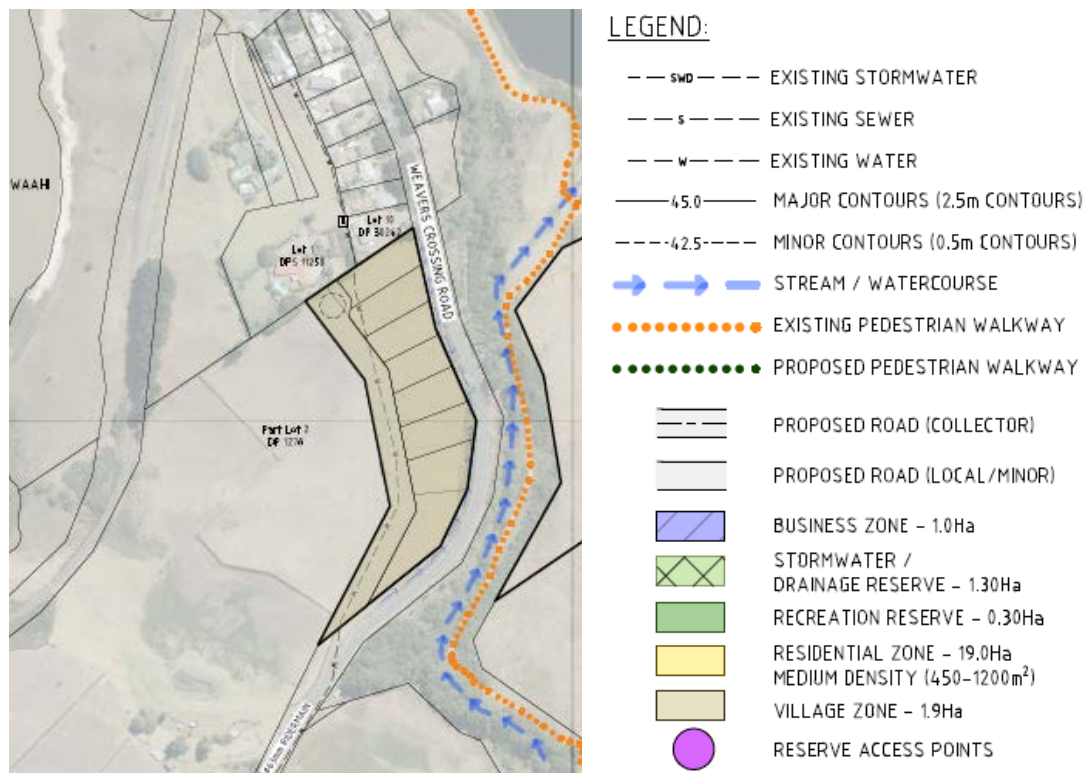 WAAHI
WEAVERS CROSSING ROAD
Lot 10
Lot 1
DPS 11251
Part Lot 2
DP 1278
RIDERMAIN
LEGEND:
SWD EXISTING STORMWATER
S EXISTING SEWER
W EXISTING WATER
45.0 MAJOR CONTOURS (2.5m CONTOURS)
42.5 MINOR CONTOURS (0.5m CONTOURS)
STREAM / WATERCOURSE
EXISTING PEDESTRIAN WALKWAY
PROPOSED PEDESTRIAN WALKWAY
PROPOSED ROAD (COLLECTOR)
PROPOSED ROAD (LOCAL/MINOR)
BUSINESS ZONE - 1.0Ha
STORMWATER /
DRAINAGE RESERVE - 1.30Ha
RECREATION RESERVE - 0.30Ha
RESIDENTIAL ZONE - 19.0Ha
MEDIUM DENSITY (450-1200m²)
VILLAGE ZONE - 1.9Ha
RESERVE ACCESS POINTS